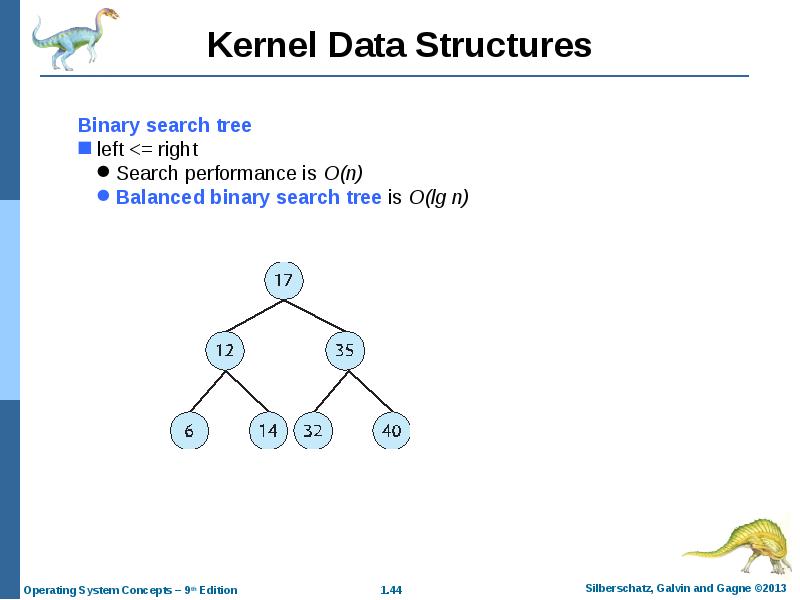 Kernel Data Structures
Binary search tree
left <= right
Search performance is O(n)
Balanced binary search tree is O(lg n)
17
12 35
6 14 32 40
Operating System Concepts – 9th Edition 1.44 Silberschatz, Galvin and Gagne ©2013